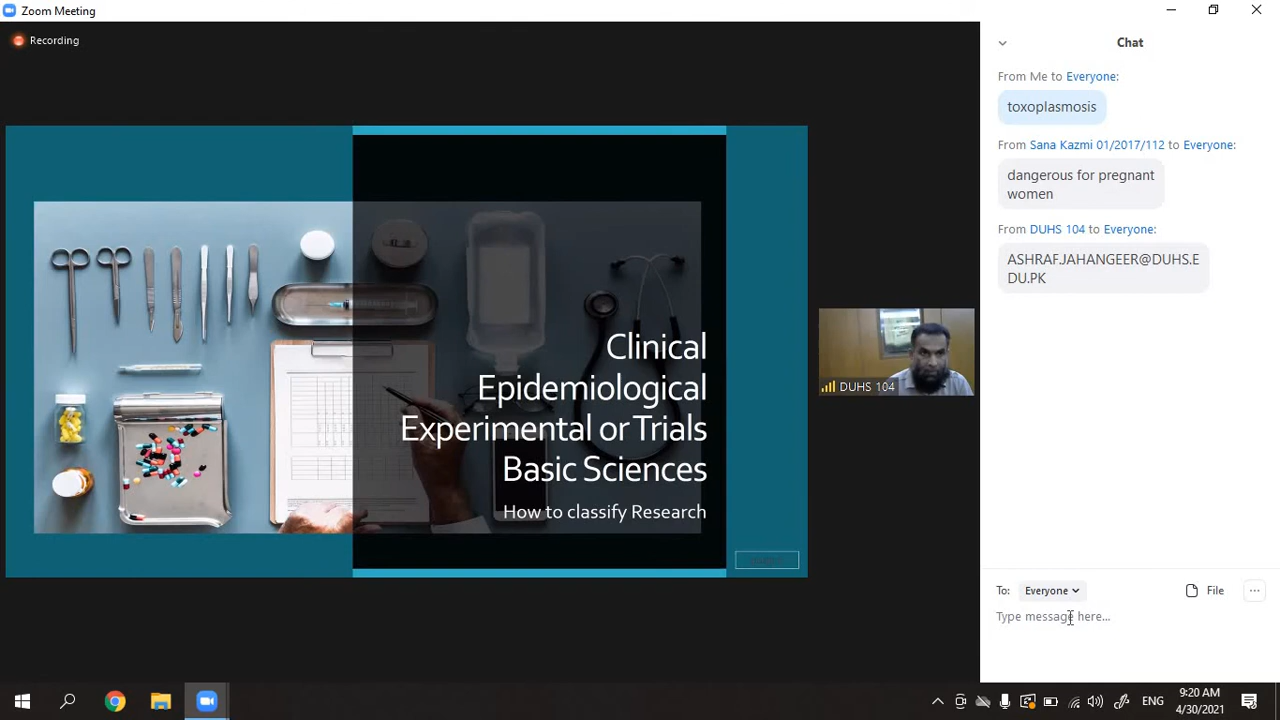 Zoom Meeting
Recording
Clinical
Epidemiological
Experimental or Trials
Basic Sciences
How to classify Research
DUHS 104
Chat
From Me to Everyone:
toxoplasmosis
From Sana Kazmi 01/2017/112 to Everyone:
dangerous for pregnant
women
From DUHS 104 to Everyone:
ASHRAF.JAHANGEER@DUHS.E
DU.PK
To: Everyone File
Type message here...
ENG
9:20 AM
4/30/2021